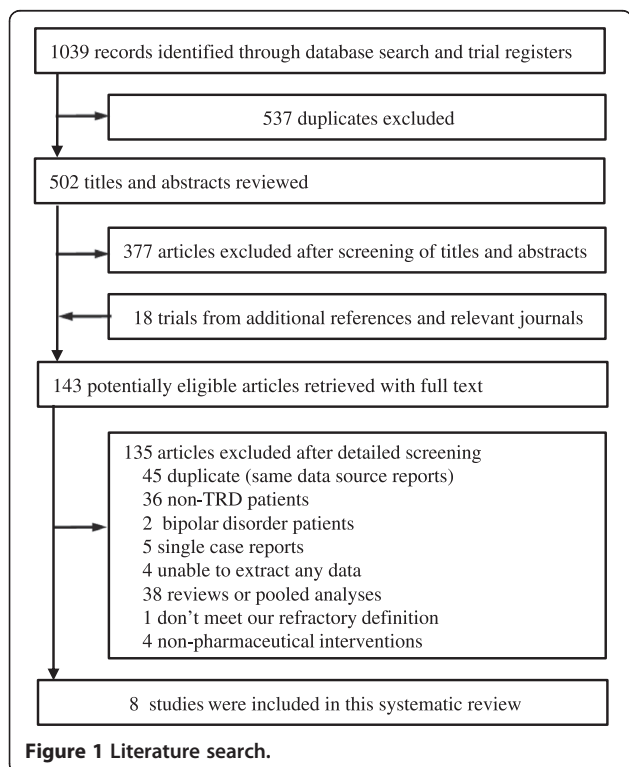 1039 records identified through database search and trial registers
537 duplicates excluded
502 titles and abstracts reviewed
377 articles excluded after screening of titles and abstracts
18 trials from additional references and relevant journals
143 potentially eligible articles retrieved with full text
135 articles excluded after detailed screening
45 duplicate (same data source reports)
36 non-TRD patients
2 bipolar disorder patients
5 single case reports
4 unable to extract any data
38 reviews or pooled analyses
1 don't meet our refractory definition
4 non-pharmaceutical interventions
8 studies were included in this systematic review
Figure 1 Literature search.